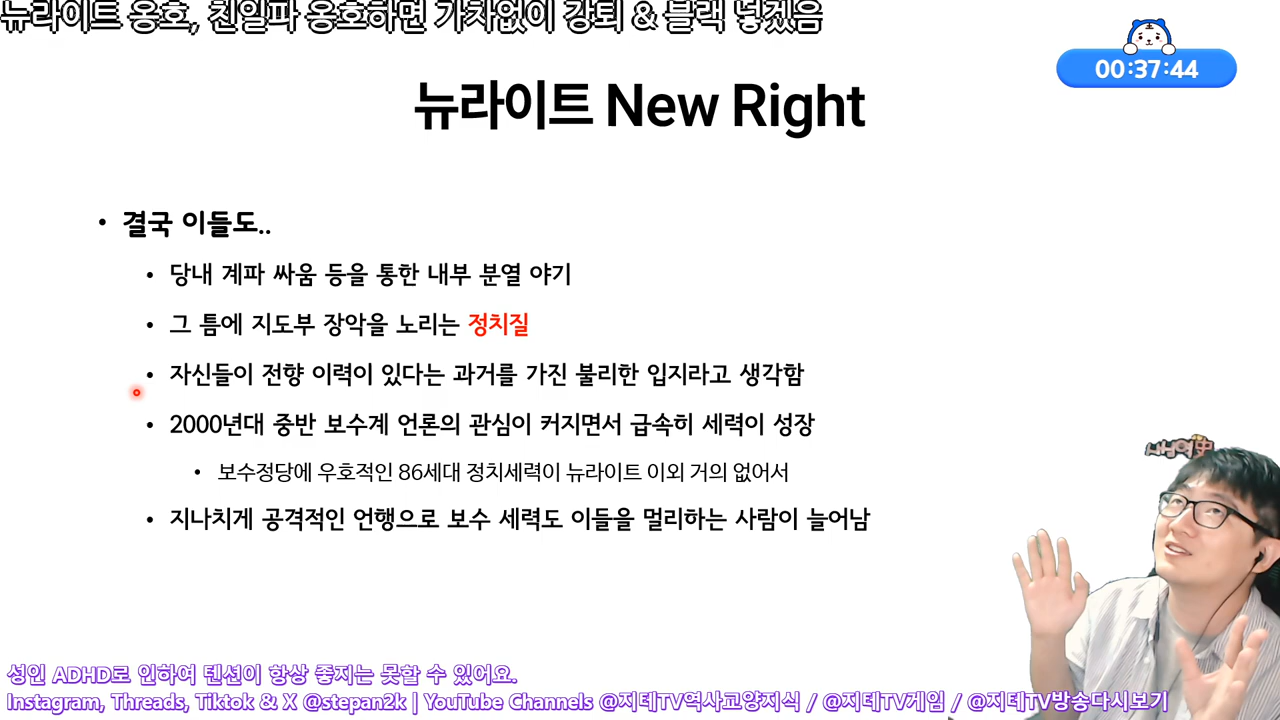 뉴라이트 옹호, 친일파 옹호하면 가차없이 강퇴 & 블랙 넣겠음
00:37:44
뉴라이트 New Right
• 결국 이들도..
• 당내 계파 싸움 등을 통한 내부 분열 야기
• 그 틈에 지도부 장악을 노리는 정치질
• 자신들이 전향 이력이 있다는 과거를 가진 불리한 입지라고 생각함
• 2000년대 중반 보수계 언론의 관심이 커지면서 급속히 세력이 성장
• 보수정당에 우호적인 86세대 정치세력이 뉴라이트 이외 거의 없어서
• 지나치게 공격적인 언행으로 보수 세력도 이들을 멀리하는 사람이 늘어남
성인 ADHD로 인하여 텐션이 항상 좋지는 못할 수 있어요.
Instagram, Threads, Tiktok & X @stepan2k | YouTube Channels @지테TV역사교양지식 / @지테TV게임 / @지테TV방송다시보기